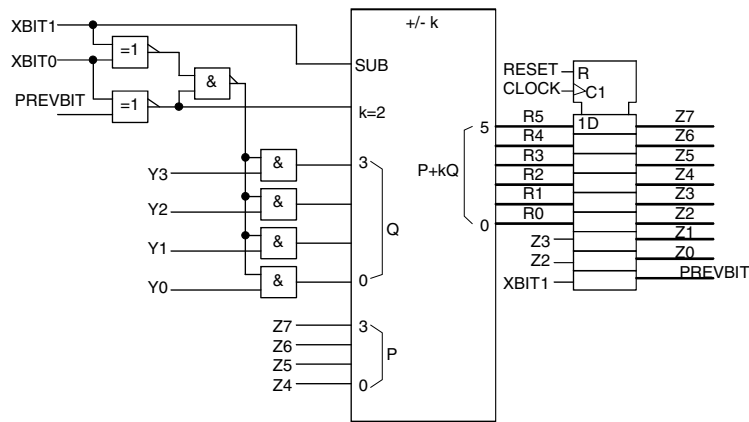 XBIT1
XBIT0
PREVBIT
=1
=1
&
+/- k
SUB
k=2
Y3
Y2
Y1
Y0
&
&
&
&
3
Q
0
Z7
Z6
Z5
Z4
3
P
0
5
P+kQ
0
RESET
CLOCK
R
C1
R5
R4
R3
R2
R1
R0
Z3
Z2
XBIT1
1D
Z7
Z6
Z5
Z4
Z3
Z2
Z1
Z0
PREVBIT